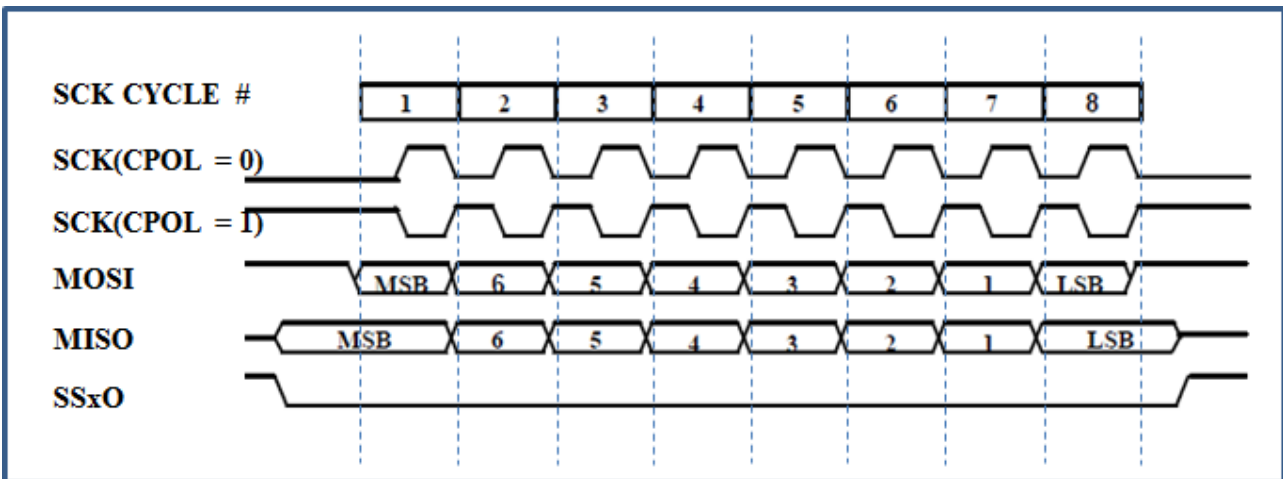 SCK CYCLE # 1 2 3 4 5 6 7 8
SCK(CPOL = 0)
SCK(CPOL = 1)
MOSI MSB 6 5 4 3 2 1 LSB
MISO MSB 6 5 4 3 2 1 LSB
SSxO